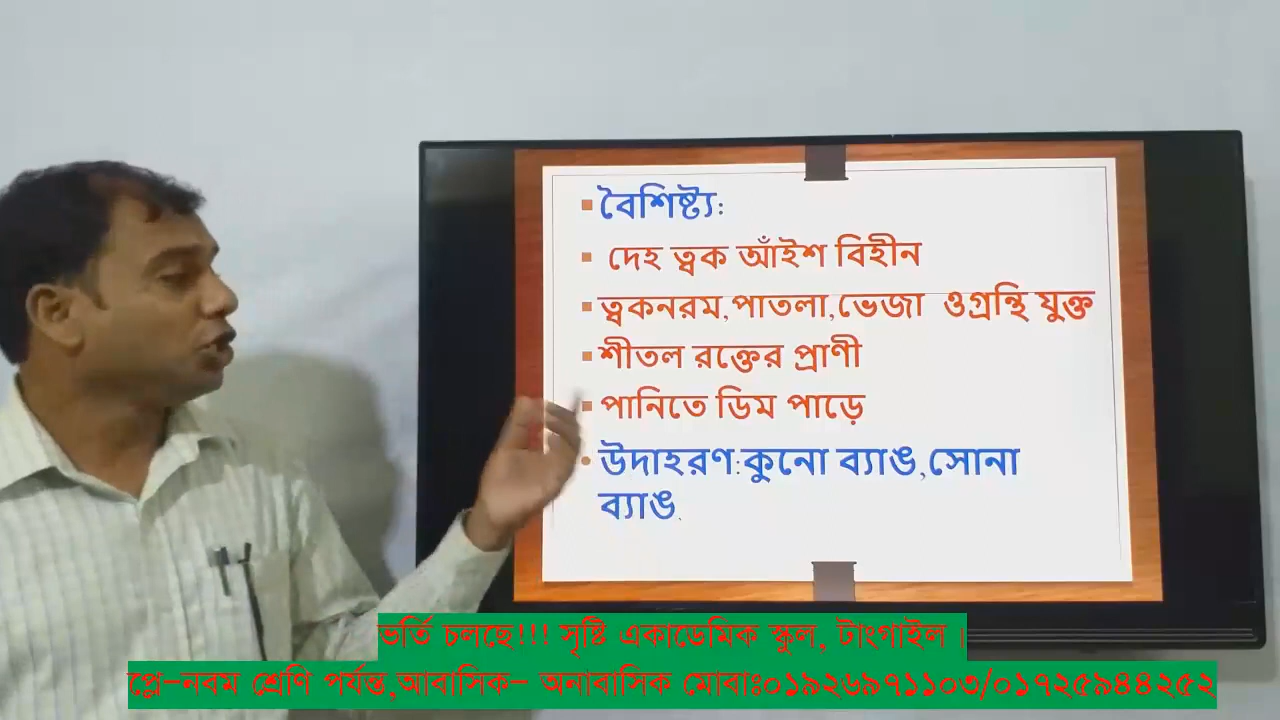 বৈশিষ্ট্য:
দেহ ত্বক আঁইশ বিহীন
ত্বকনরম,পাতলা,ভেজা ওগ্রন্থি যুক্ত
শীতল রক্তের প্রাণী
পানিতে ডিম পাড়ে
উদাহরণ:কুনো ব্যাঙ,সোনা
ব্যাঙ.
ভর্তি চলছে!!! সৃষ্টি একাডেমিক স্কুল, টাংগাইল।
প্লে-নবম শ্রেণি পর্যন্ত,আবাসিক- অনাবাসিক মোবাঃ০১৯২৬৯৭১১০৩/০১৭২৫৯৪৪২৫২